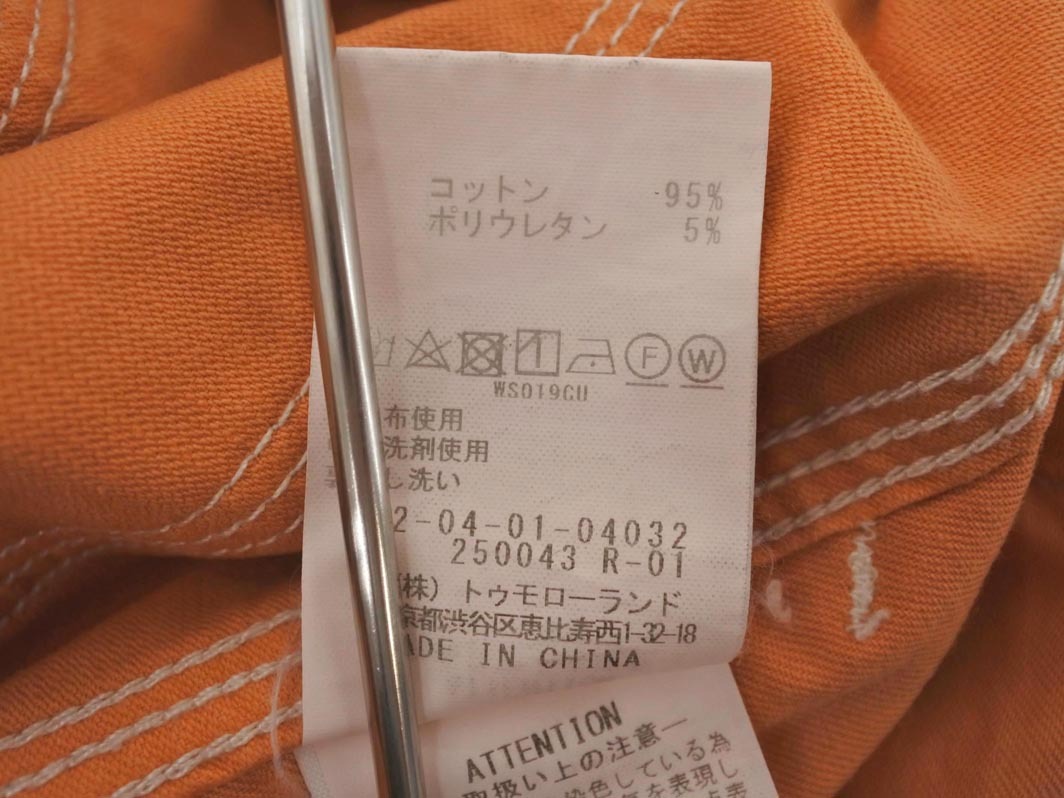 コットン 95%
ポリウレタン 5%
F W
WS019CU
布使用
洗剤使用
し洗い
2-04-01-04032
250043 R-01
(株) トゥモローランド
京都渋谷区恵比寿西1-32-18
ADE IN CHINA
ATTENTION
取扱い上の注意
染色している為
を表現し